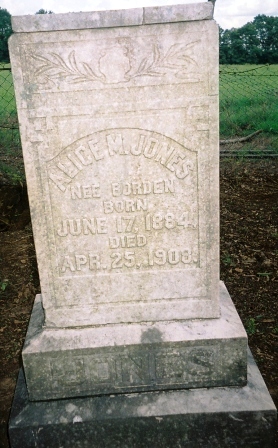 ALICE M. JONES
NEE BORDEN
BORN
JUNE 17, 1884.
DIED
APR. 25, 1903.
JONES